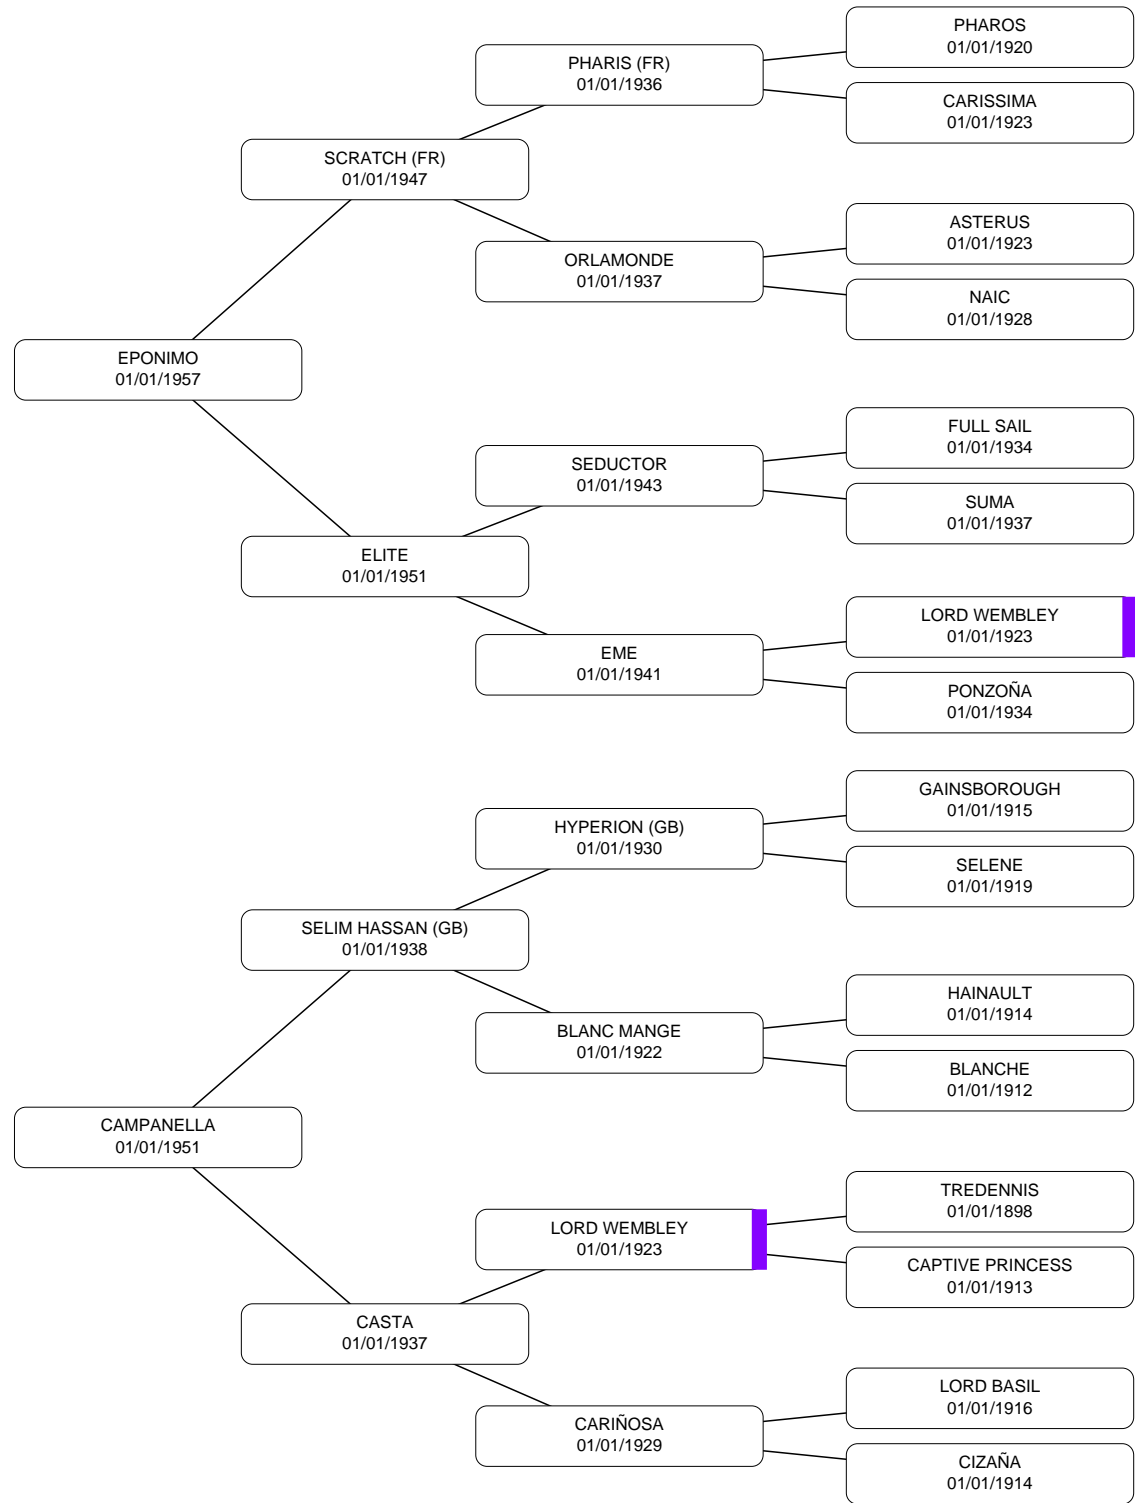 PHAROS
01/01/1920
PHARIS (FR)
01/01/1936
CARISSIMA
01/01/1923
SCRATCH (FR)
01/01/1947
ASTERUS
01/01/1923
ORLAMONDE
01/01/1937
NAIC
01/01/1928
EPONIMO
01/01/1957
FULL SAIL
01/01/1934
SEDUCTOR
01/01/1943
SUMA
01/01/1937
ELITE
01/01/1951
LORD WEMBLEY
01/01/1923
EME
01/01/1941
PONZOÑA
01/01/1934
GAINSBOROUGH
01/01/1915
HYPERION (GB)
01/01/1930
SELENE
01/01/1919
SELIM HASSAN (GB)
01/01/1938
HAINAULT
01/01/1914
BLANC MANGE
01/01/1922
BLANCHE
01/01/1912
CAMPANELLA
01/01/1951
TREDENNIS
01/01/1898
LORD WEMBLEY
01/01/1923
CAPTIVE PRINCESS
01/01/1913
CASTA
01/01/1937
LORD BASIL
01/01/1916
CARIÑOSA
01/01/1929
CIZAÑA
01/01/1914